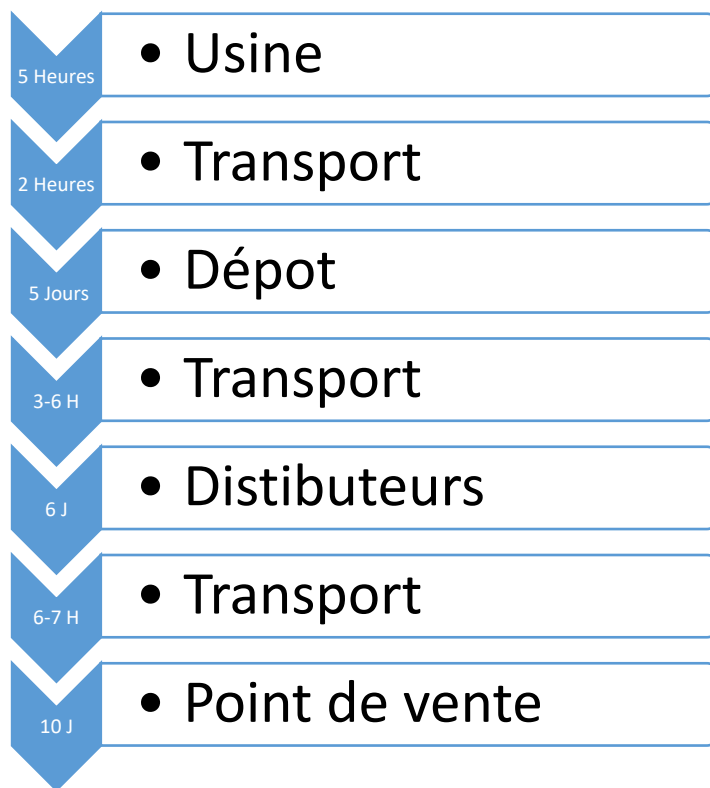 5 Heures
• Usine
2 Heures
• Transport
5 Jours
• Dépot
3-6 H
• Transport
6 J
• Distibuteurs
6-7 H
• Transport
10 J
• Point de vente